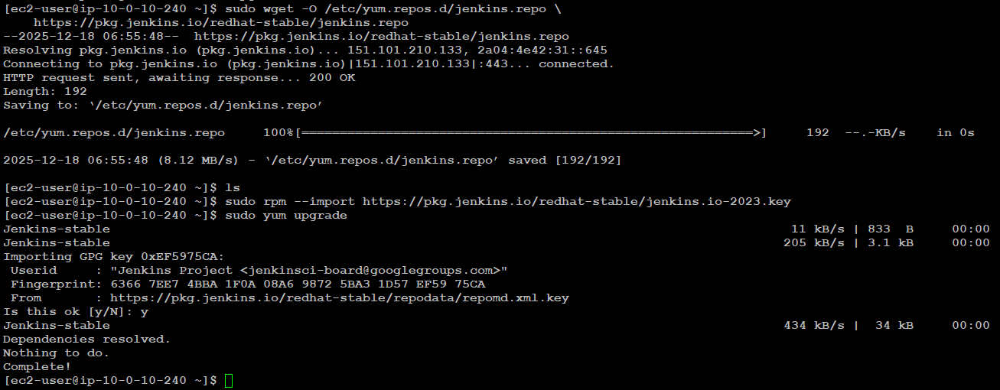 [ec2-user@ip-10-0-10-240 ~]$ sudo wget -O /etc/yum.repos.d/jenkins.repo \
    https://pkg.jenkins.io/redhat-stable/jenkins.repo
--2025-12-18 06:55:48--  https://pkg.jenkins.io/redhat-stable/jenkins.repo
Resolving pkg.jenkins.io (pkg.jenkins.io)... 151.101.210.133, 2a04:4e42:31::645
Connecting to pkg.jenkins.io (pkg.jenkins.io)|151.101.210.133|:443... connected.
HTTP request sent, awaiting response... 200 OK
Length: 192
Saving to: ‘/etc/yum.repos.d/jenkins.repo’
/etc/yum.repos.d/jenkins.repo     100%[===========================================================>]     192  --.-KB/s    in 0s
2025-12-18 06:55:48 (8.12 MB/s) - ‘/etc/yum.repos.d/jenkins.repo’ saved [192/192]
[ec2-user@ip-10-0-10-240 ~]$ ls
[ec2-user@ip-10-0-10-240 ~]$ sudo rpm --import https://pkg.jenkins.io/redhat-stable/jenkins.io-2023.key
[ec2-user@ip-10-0-10-240 ~]$ sudo yum upgrade
Jenkins-stable                                                                                         11 kB/s | 833  B     00:00
Jenkins-stable                                                                                        205 kB/s | 3.1 kB     00:00
Importing GPG key 0xEF5975CA:
 Userid     : "Jenkins Project <jenkinsci-board@googlegroups.com>"
 Fingerprint: 6366 7EE7 4BBA 1F0A 08A6 9872 5BA3 1D57 EF59 75CA
 From       : https://pkg.jenkins.io/redhat-stable/repodata/repomd.xml.key
Is this ok [y/N]: y
Jenkins-stable                                                                                        434 kB/s |  34 kB     00:00
Dependencies resolved.
Nothing to do.
Complete!
[ec2-user@ip-10-0-10-240 ~]$